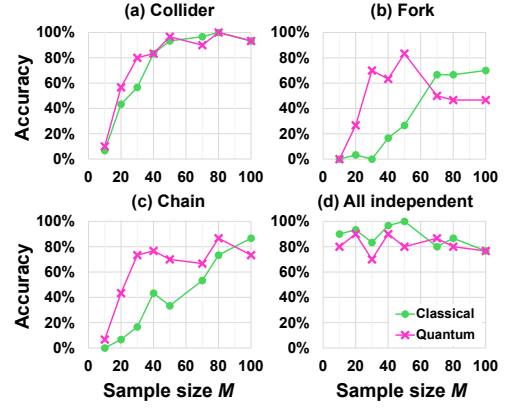 (a) Collider
Accuracy
100%
80%
60%
40%
20%
0%
0 20 40 60 80 100
(b) Fork
100%
80%
60%
40%
20%
0%
0 20 40 60 80 100
(c) Chain
Accuracy
100%
80%
60%
40%
20%
0%
0 20 40 60 80 100
Sample size M
(d) All independent
100%
80%
60%
40%
20%
0%
Classical
Quantum
0 20 40 60 80 100
Sample size M